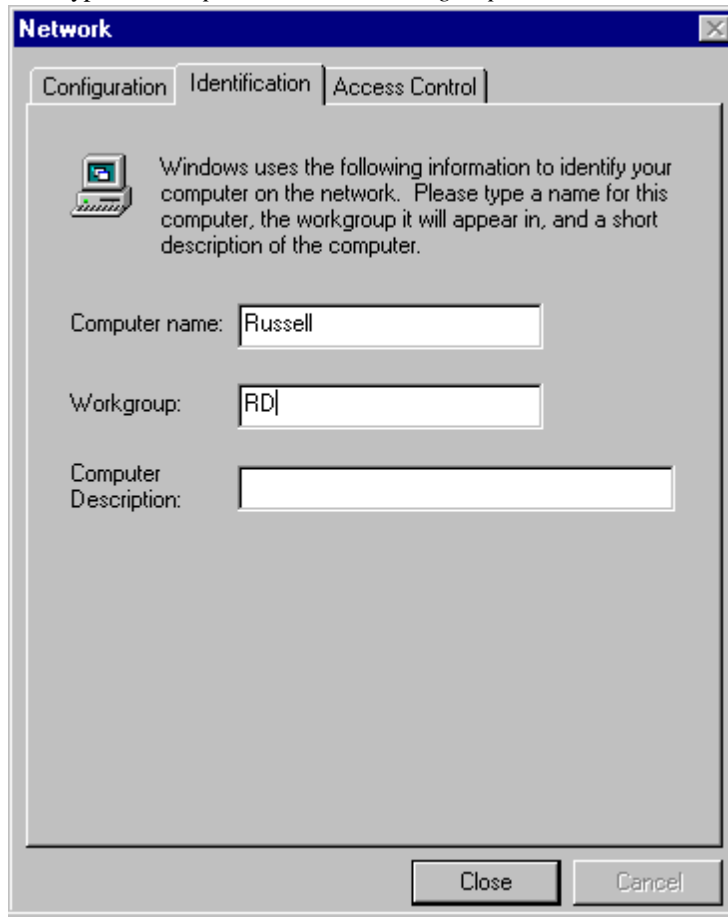 Network
Configuration Identification Access Control
Windows uses the following information to identify your
computer on the network. Please type a name for this
computer, the workgroup it will appear in, and a short
description of the computer.
Computer name: Russell
Workgroup: RD
Computer
Description:
Close Cancel